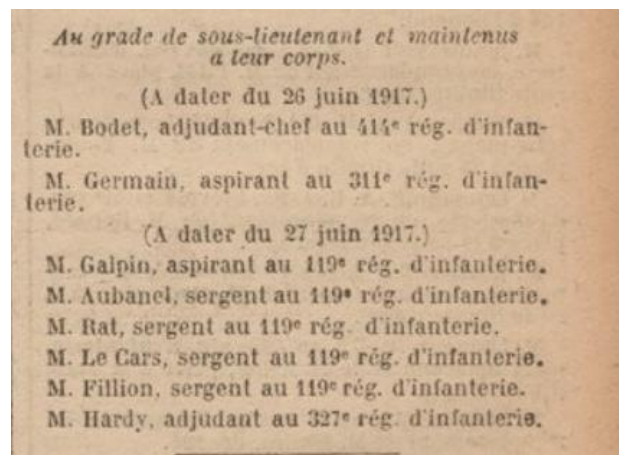 Au grade de sous-lieutenant et maintenus
a leur corps.
(A dater du 26 juin 1917.)
M. Bodet, adjudant-chef au 414e rég. d'infan-
terie.
M. Germain, aspirant au 311e rég. d'infan-
terie.
(A dater du 27 juin 1917.)
M. Galpin, aspirant au 119e rég. d'infanterie.
M. Aubanel, sergent au 119e rég. d'infanterie.
M. Rat, sergent au 119e rég. d'infanterie.
M. Le Cars, sergent au 119e rég. d'infanterie.
M. Fillion, sergent au 119e rég. d'infanterie.
M. Hardy, adjudant au 327e rég. d'infanterie.